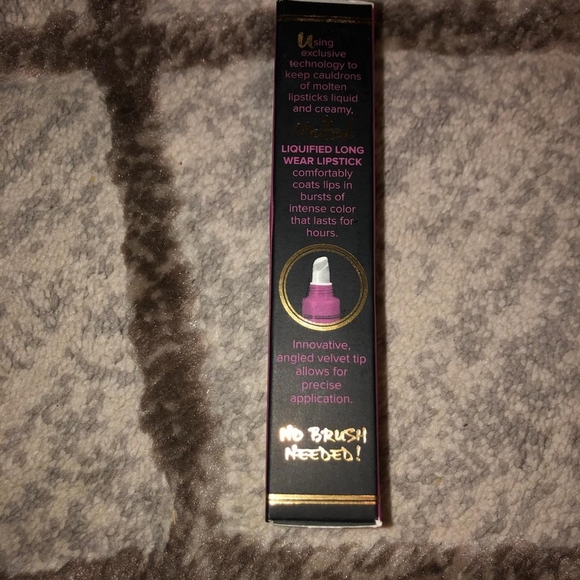 Using
exclusive
technology to
keep cauldrons
of molten
lipsticks liquid
and creamy,
LIQUIFIED LONG
WEAR LIPSTICK
comfortably
coats lips in
bursts of
intense color
that lasts for
hours.
Innovative,
angled velvet tip
allows for
precise
application.
NO BRUSH
NEEDED!